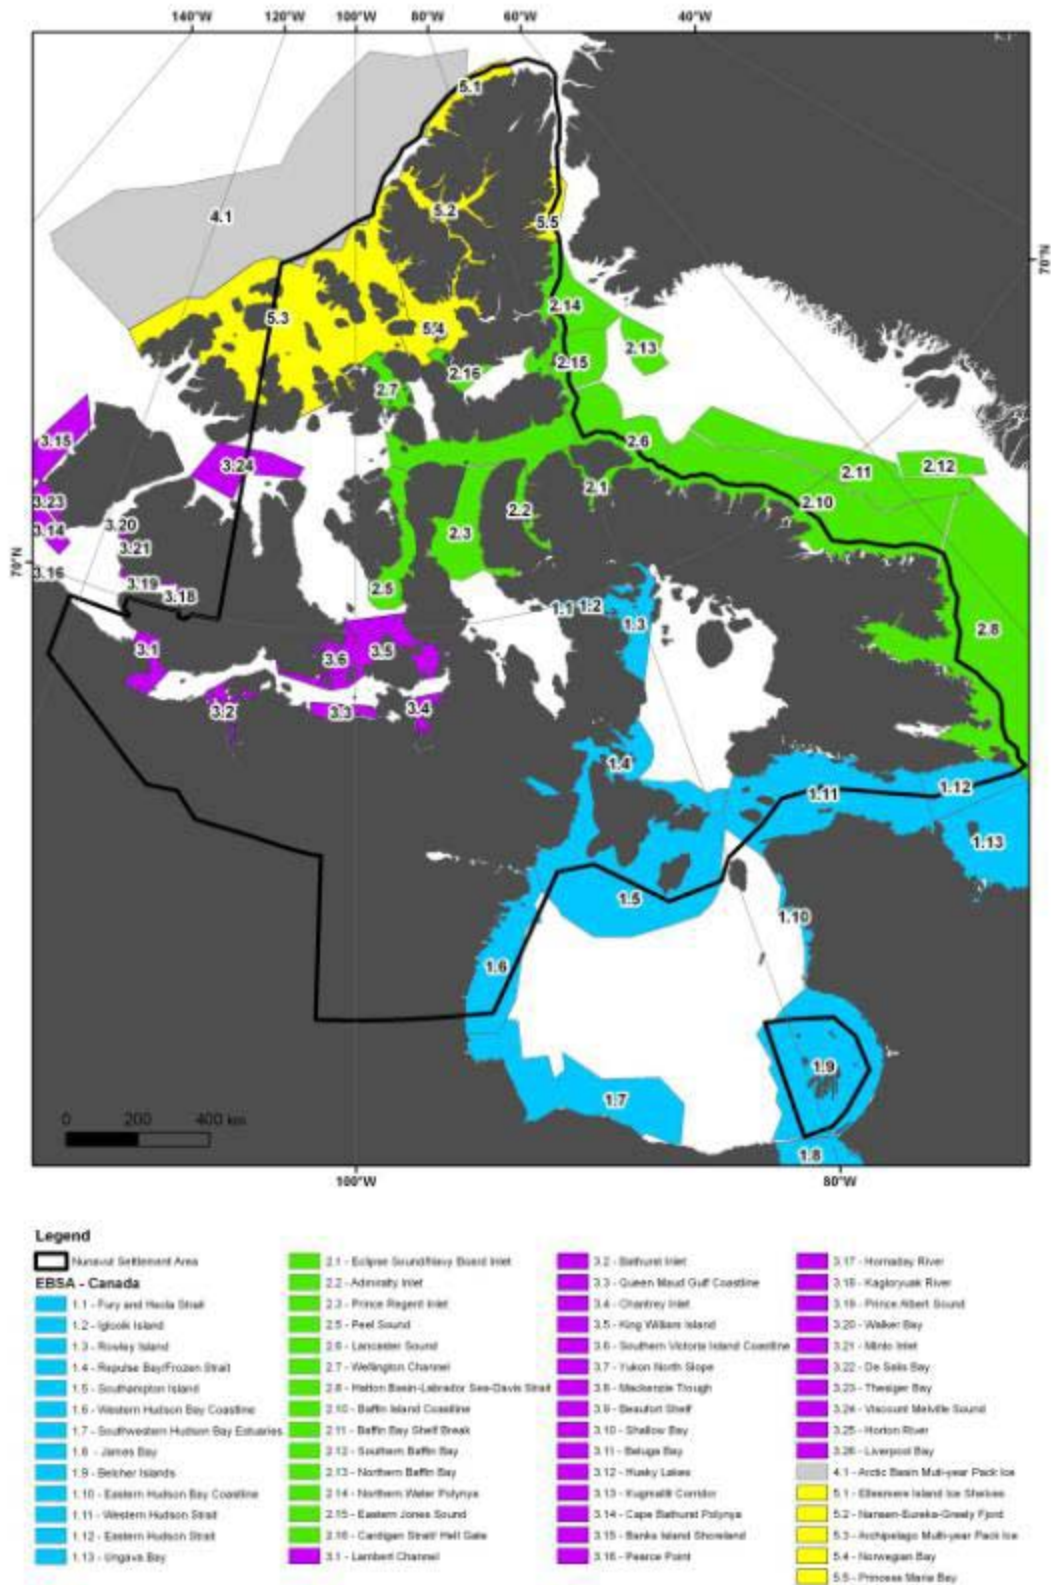 140°W 120°W 100°W 80°W 60°W 40°W
5.1
4.1
5.2
5.5
70°N
5.3
5.4
2.14
2.13
2.15
2.16
2.7
3.15
3.24
2.6
2.11
2.12
2.1
3.23
2.10
2.2
3.14
3.20
2.3
3.21
70°N
3.16
3.19
3.18
2.5
1.1
1.2
1.3
2.8
3.1
3.6
3.5
3.2
3.3
3.4
1.4
1.11
1.12
1.13
1.5
1.10
1.6
1.9
1.7
0 200 400 km
1.8
100°W 80°W
Legend
Nunavut Settlement Area
EBSA - Canada
1.1 - Fury and Hecla Strait
1.2 - Igloolik Island
1.3 - Rowley Island
1.4 - Repulse Bay/Frozen Strait
1.5 - Southampton Island
1.6 - Western Hudson Bay Coastline
1.7 - Southwestern Hudson Bay Estuaries
1.8 - James Bay
1.9 - Belcher Islands
1.10 - Eastern Hudson Bay Coastline
1.11 - Western Hudson Strait
1.12 - Eastern Hudson Strait
1.13 - Ungava Bay
2.1 - Eclipse Sound/Navy Board Inlet
2.2 - Admiralty Inlet
2.3 - Prince Regent Inlet
2.5 - Peel Sound
2.6 - Lancaster Sound
2.7 - Wellington Channel
2.8 - Hatton Basin-Labrador Sea-Davis Strait
2.10 - Baffin Island Coastline
2.11 - Baffin Bay Shelf Break
2.12 - Southern Baffin Bay
2.13 - Northern Baffin Bay
2.14 - Northern Water Polynya
2.15 - Eastern Jones Sound
2.16 - Cardigan Strait/ Hell Gate
3.1 - Lambert Channel
3.2 - Bathurst Inlet
3.3 - Queen Maud Gulf Coastline
3.4 - Chantrey Inlet
3.5 - King William Island
3.6 - Southern Victoria Island Coastline
3.7 - Yukon North Slope
3.8 - Mackenzie Trough
3.9 - Beaufort Shelf
3.10 - Shallow Bay
3.11 - Beluga Bay
3.12 - Husky Lakes
3.13 - Kugmallit Corridor
3.14 - Cape Bathurst Polynya
3.15 - Banks Island Shoreland
3.16 - Pearce Point
3.17 - Hornaday River
3.18 - Kagloryuak River
3.19 - Prince Albert Sound
3.20 - Walker Bay
3.21 - Minto Inlet
3.22 - De Salis Bay
3.23 - Thesiger Bay
3.24 - Viscount Melville Sound
3.25 - Horton River
3.26 - Liverpool Bay
4.1 - Arctic Basin Multi-year Pack Ice
5.1 - Ellesmere Island Ice Shelves
5.2 - Nansen-Eureka-Greely Fjord
5.3 - Archipelago Multi-year Pack Ice
5.4 - Norwegian Bay
5.5 - Princess Maria Bay